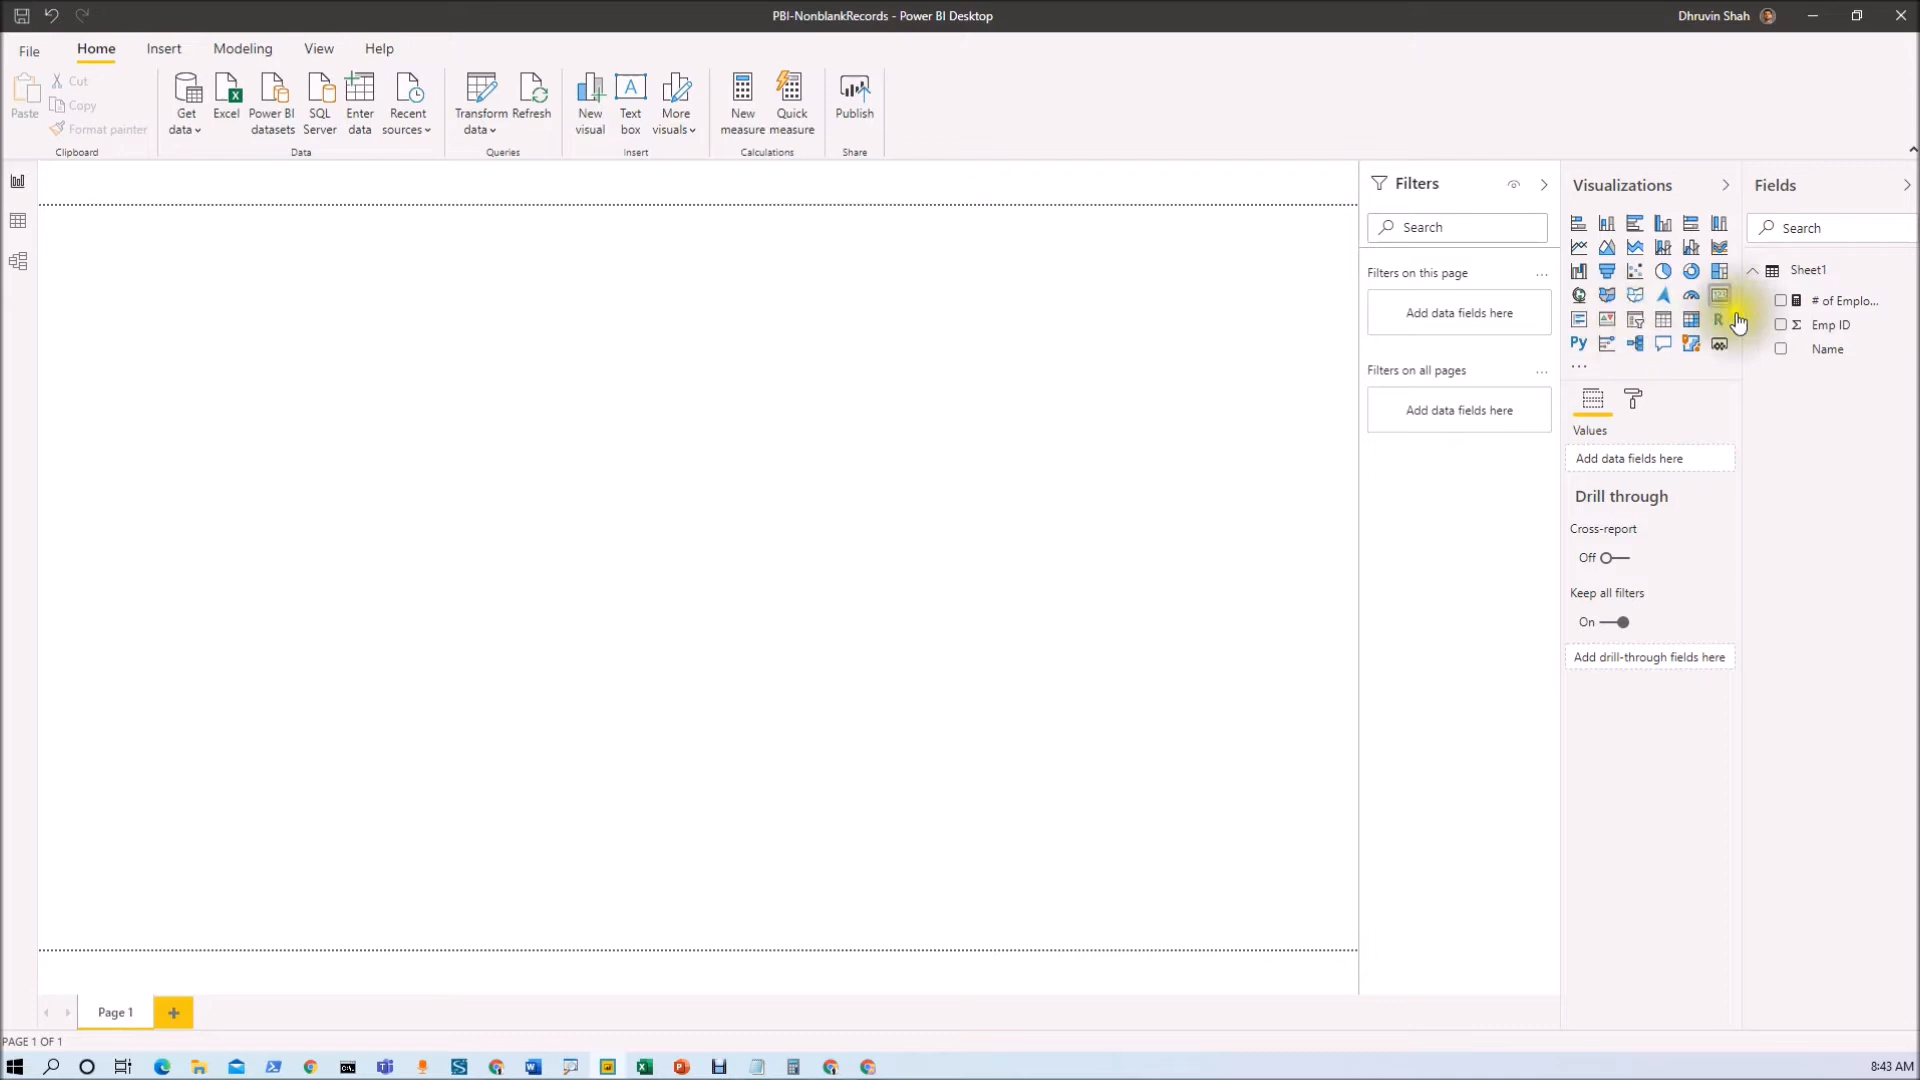 PBI-NonblankRecords - Power BI Desktop
Dhruvin Shah
File
Home
Insert
Modeling
View
Help
Paste
Cut
Copy
Format painter
Clipboard
Get data
Excel
Power BI datasets
SQL Server
Enter data
Recent sources
Data
Transform data
Refresh
Queries
New visual
A
Text box
More visuals
Insert
New measure
Quick measure
Calculations
Publish
Share
Filters
Search
Filters on this page
...
Add data fields here
Filters on all pages
...
Add data fields here
Visualizations
R
Py
...
Values
Add data fields here
Drill through
Cross-report
Off
Keep all filters
On
Add drill-through fields here
Fields
Search
Sheet1
# of Emplo...
Σ Emp ID
Name
Page 1
+
PAGE 1 OF 1
8:43 AM